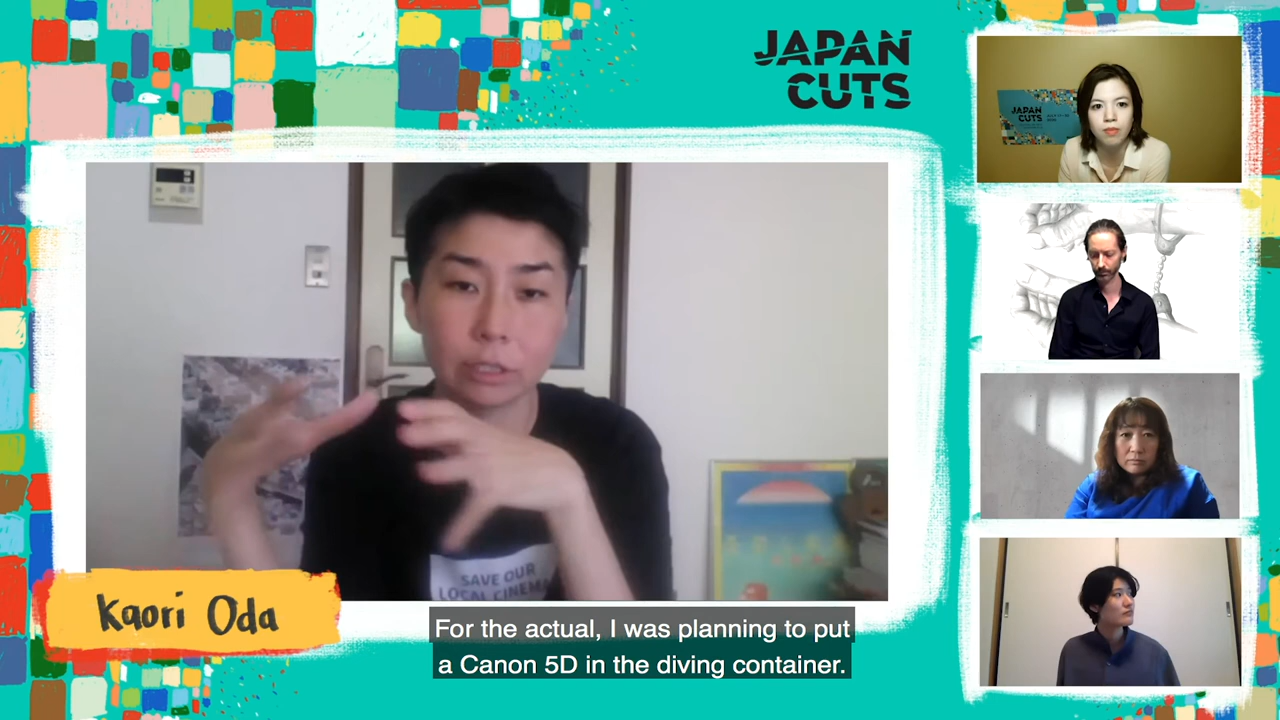 JAPAN
CUTS
JAPAN
CUTS
SAVE OUR
LOCAL CINEMA
Kaori Oda
For the actual, I was planning to put
a Canon 5D in the diving container.